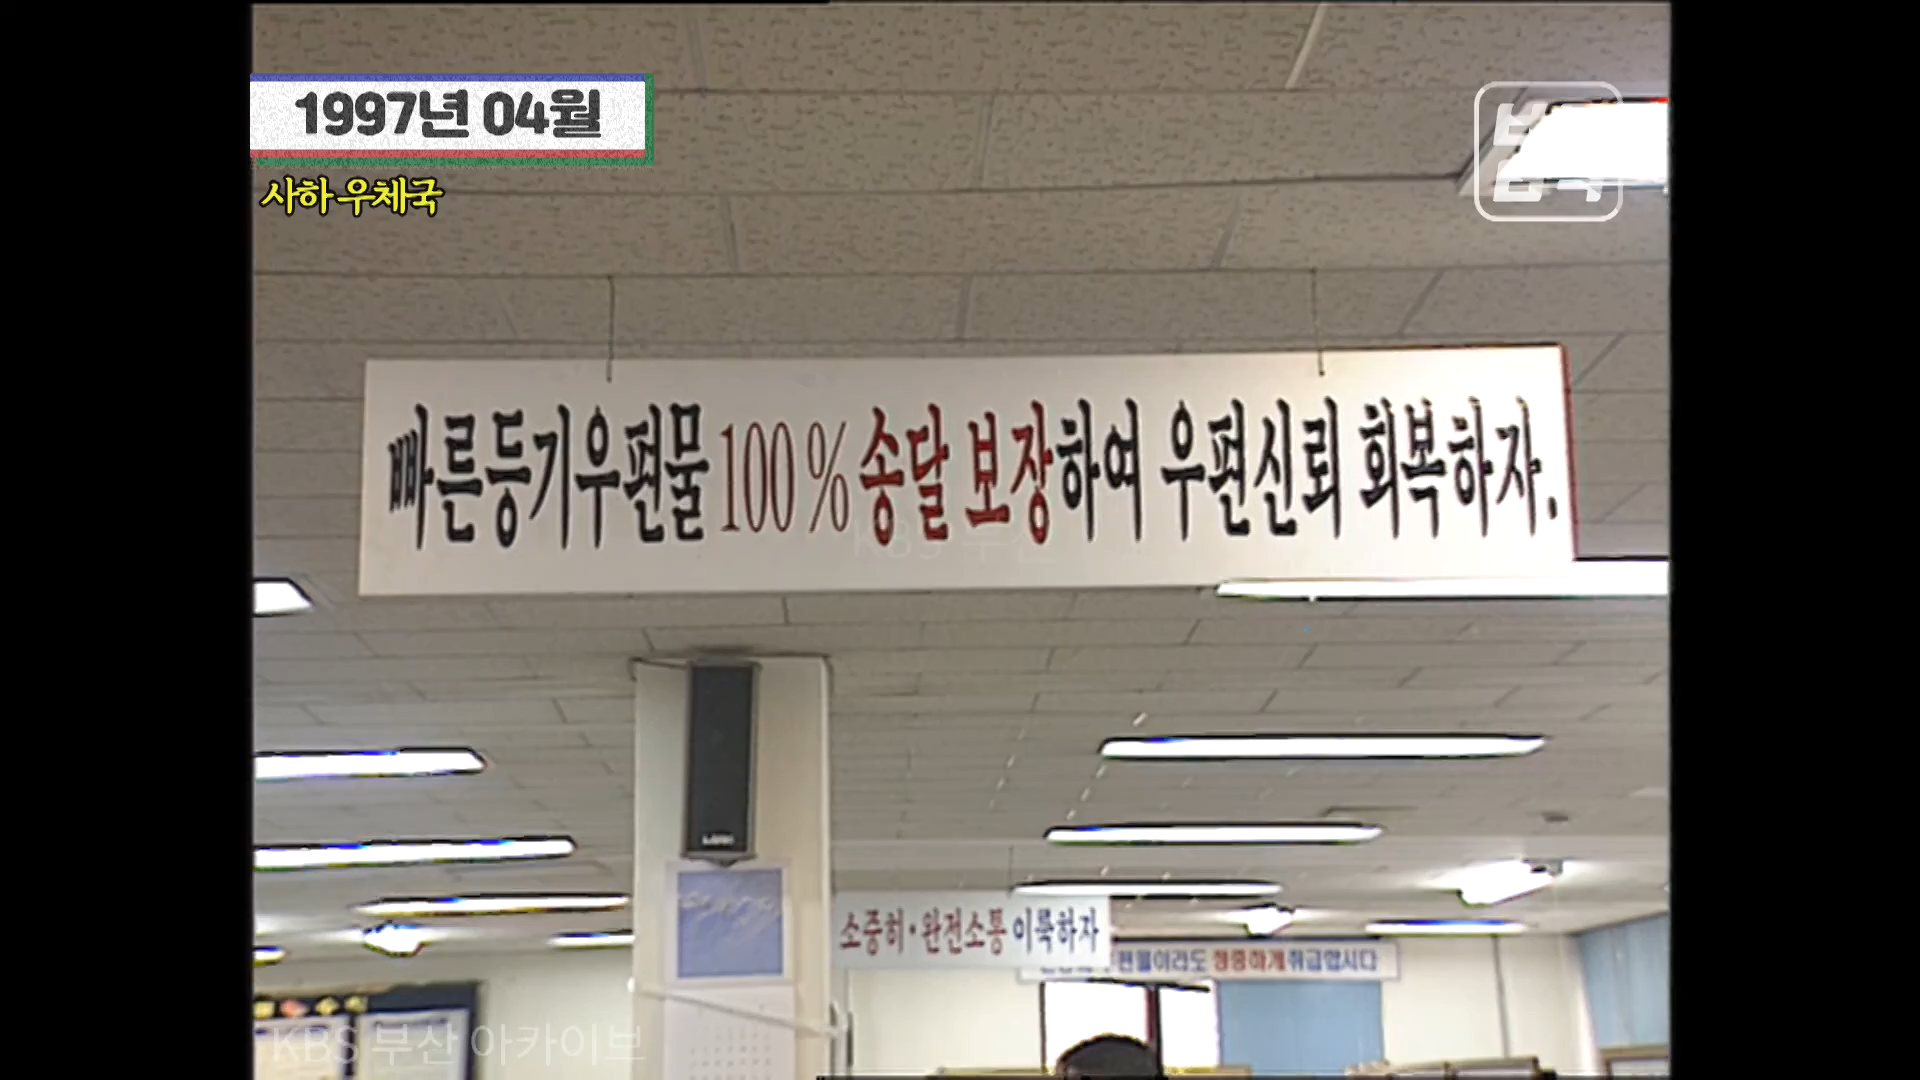 1997년 04월
사하 우체국
빠른등기우편물 100% 송달 보장하여 우편신뢰 회복하자.
소중히·완전소통 이룩하자
편물이라도 정중하게 취급합시다
KBS 부산 아카이브